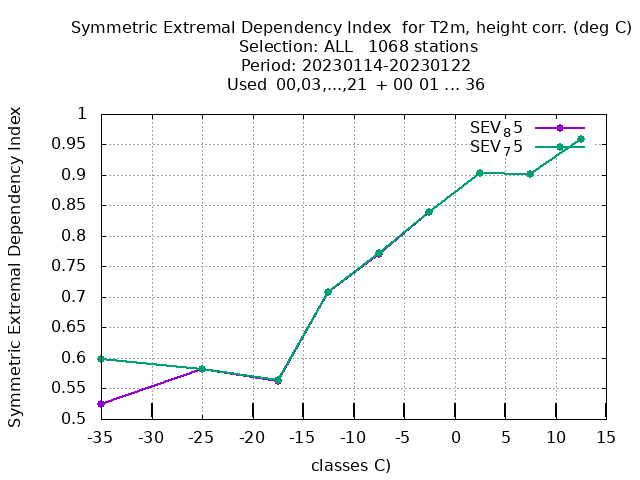 Symmetric Extremal Dependency Index  for T2m, height corr. (deg C)
Selection: ALL   1068 stations
Period: 20230114-20230122
Used  00,03,...,21  + 00 01 ... 36
Symmetric Extremal Dependency Index
1
0.95
0.9
0.85
0.8
0.75
0.7
0.65
0.6
0.55
0.5
SEV₈5
SEV₇5
-35 -30 -25 -20 -15 -10 -5 0 5 10 15
classes C)